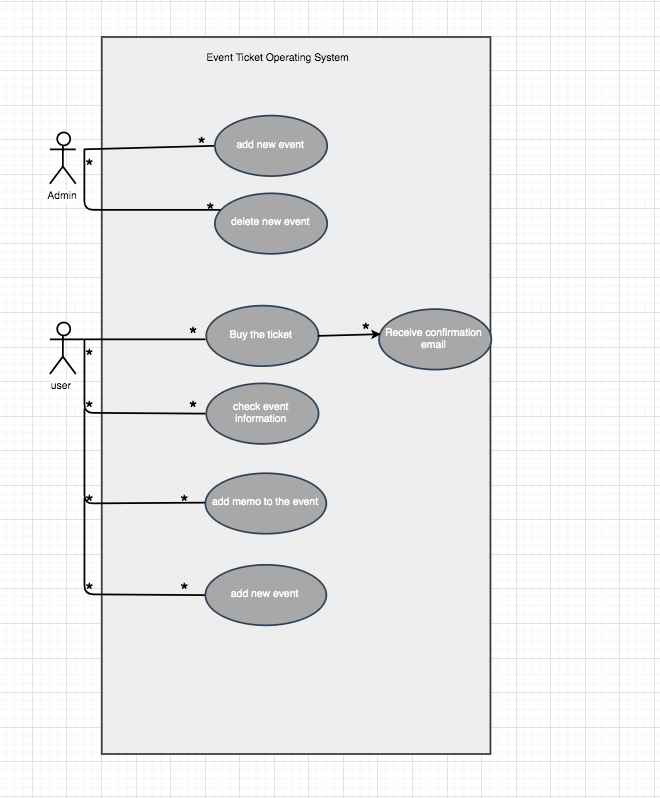 Event Ticket Operating System
*
add new event
*
Admin
*
delete new event
*
Buy the ticket
*
Receive confirmation
email
*
user
*
*
check event
information
*
*
add memo to the event
*
*
add new event